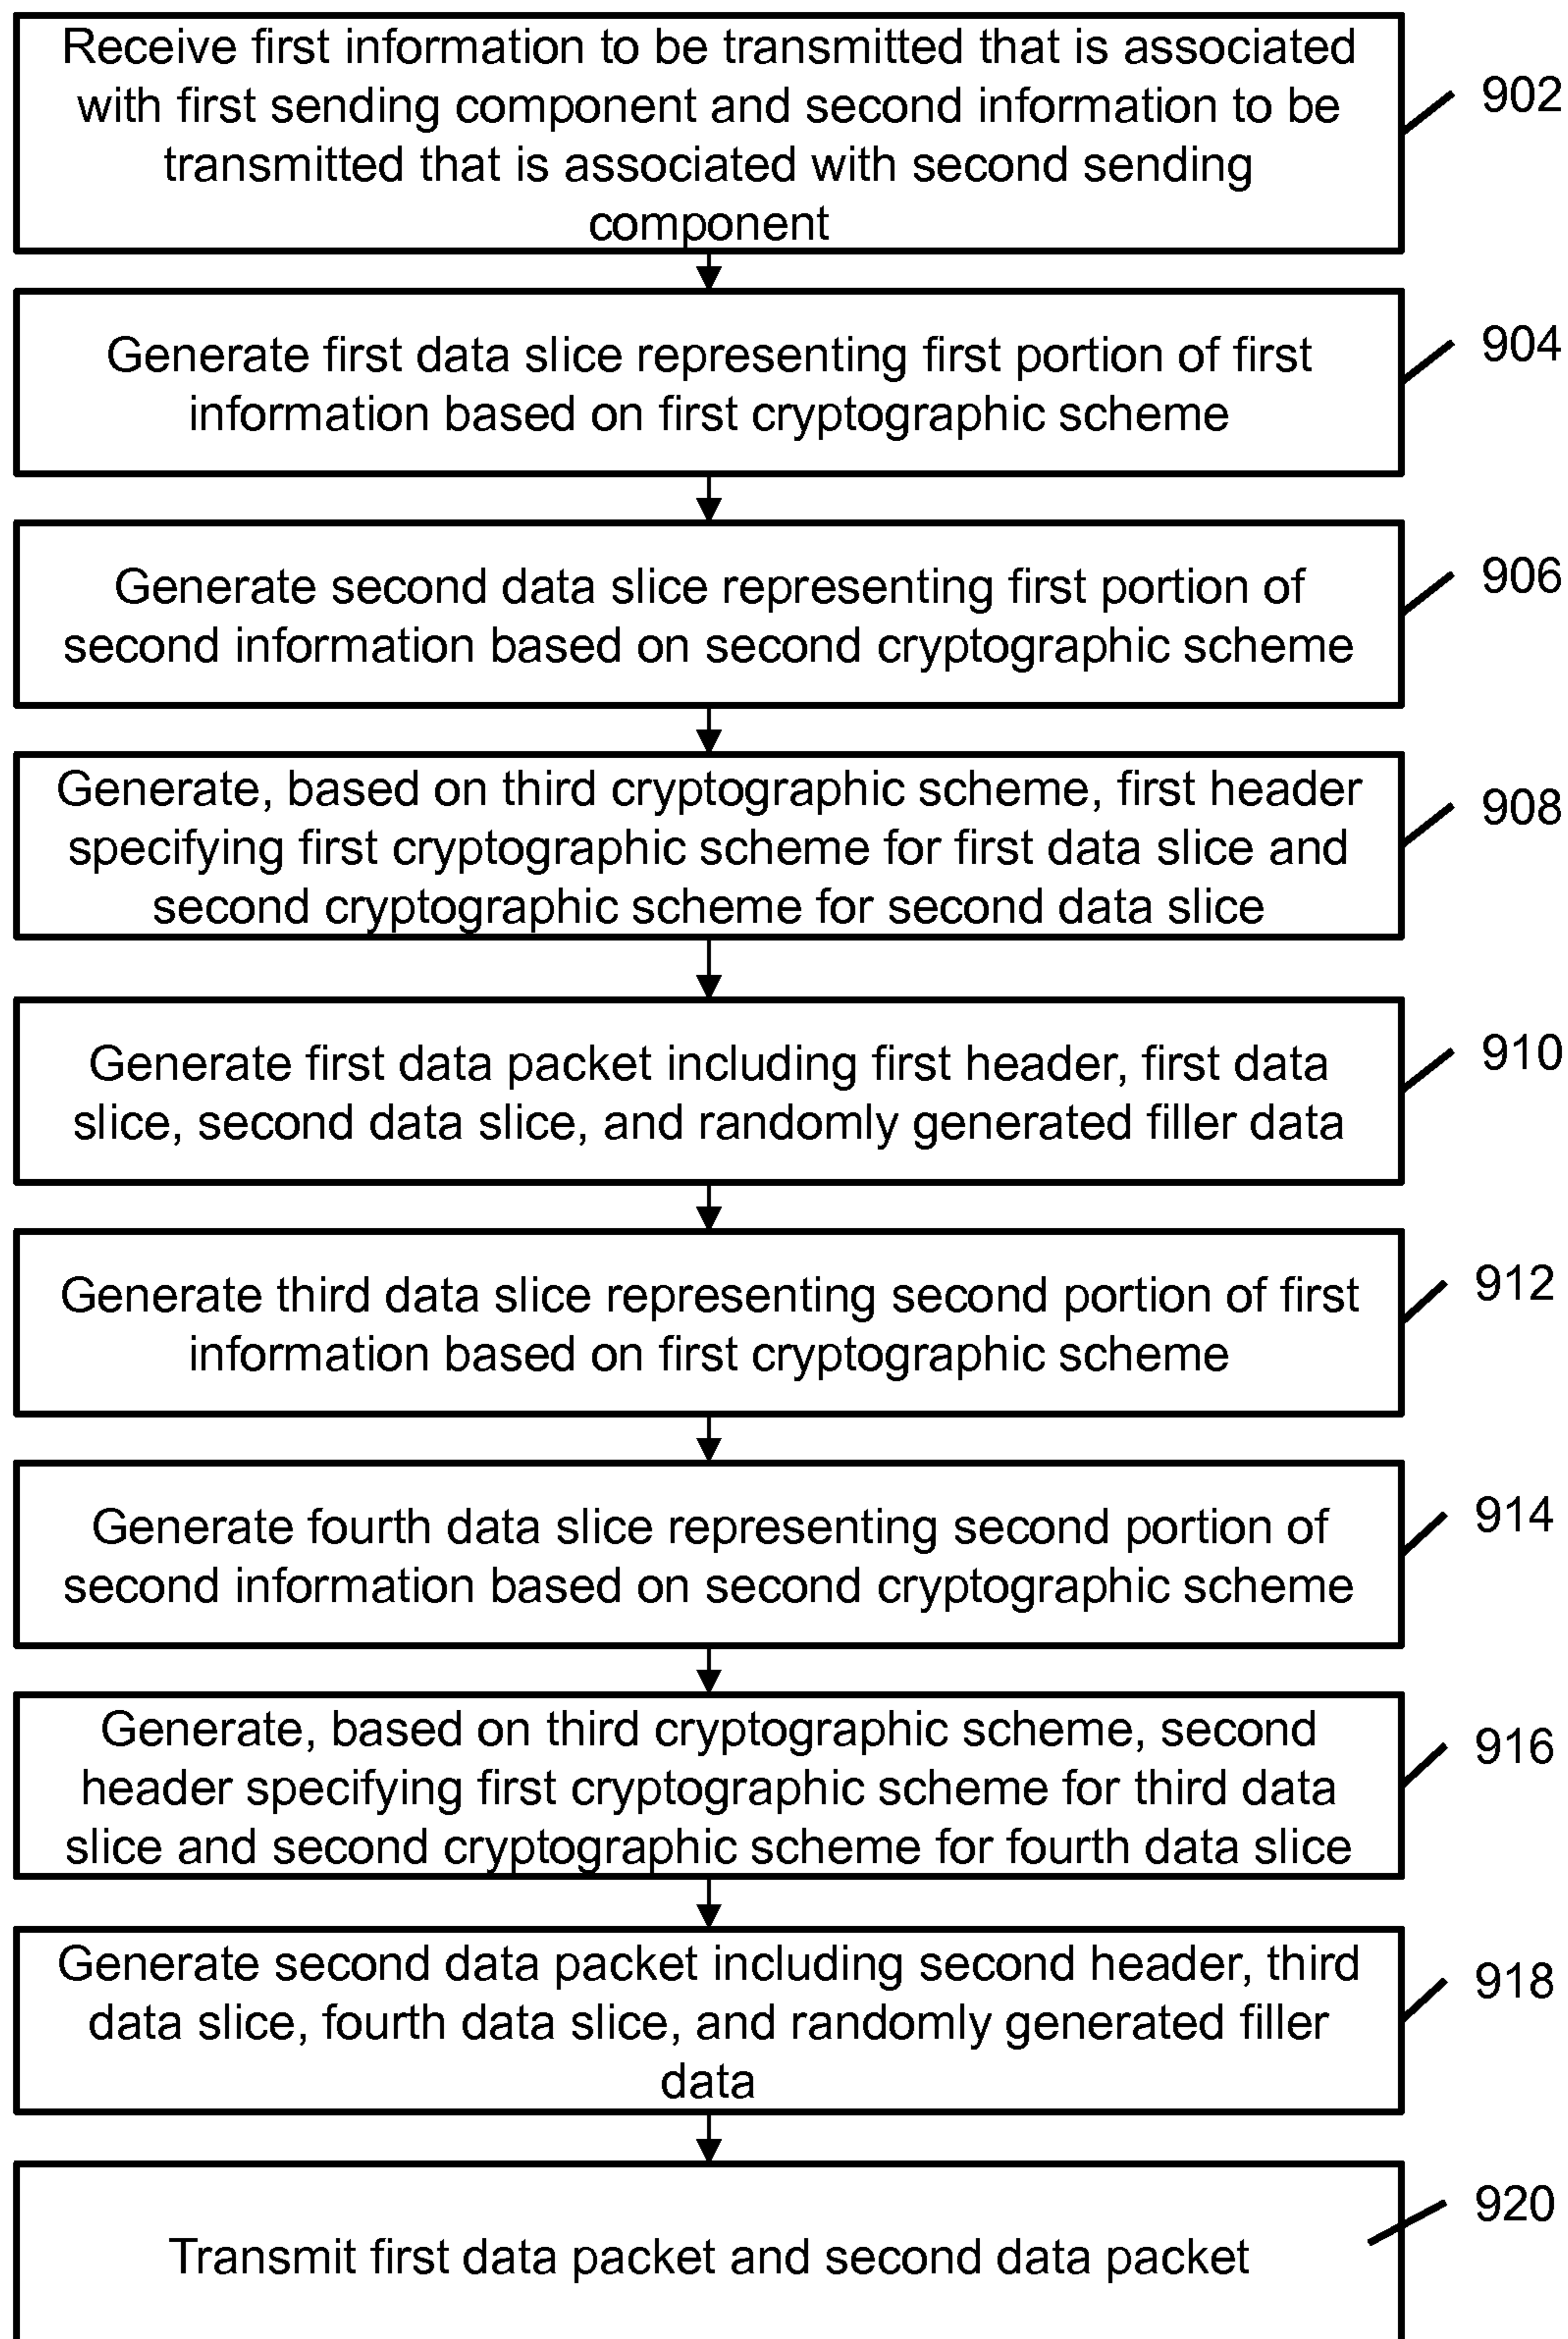 Receive first information to be transmitted that is associated
with first sending component and second information to be
transmitted that is associated with second sending
component
902
Generate first data slice representing first portion of first
information based on first cryptographic scheme
904
Generate second data slice representing first portion of
second information based on second cryptographic scheme
906
Generate, based on third cryptographic scheme, first header
specifying first cryptographic scheme for first data slice and
second cryptographic scheme for second data slice
908
Generate first data packet including first header, first data
slice, second data slice, and randomly generated filler data
910
Generate third data slice representing second portion of first
information based on first cryptographic scheme
912
Generate fourth data slice representing second portion of
second information based on second cryptographic scheme
914
Generate, based on third cryptographic scheme, second
header specifying first cryptographic scheme for third data
slice and second cryptographic scheme for fourth data slice
916
Generate second data packet including second header, third
data slice, fourth data slice, and randomly generated filler
data
918
Transmit first data packet and second data packet
920